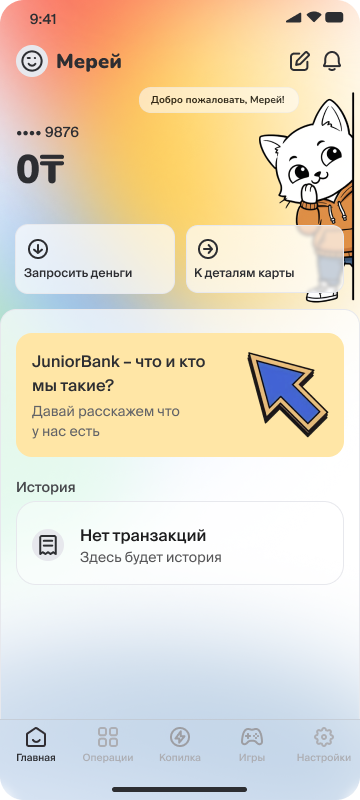 9:41
Мерей
Добро пожаловать, Мерей!
•••• 9876
0₸
Запросить деньги
К деталям карты
JuniorBank – что и кто
мы такие?
Давай расскажем что
у нас есть
История
Нет транзакций
Здесь будет история
Главная
Операции
Копилка
Игры
Настройки